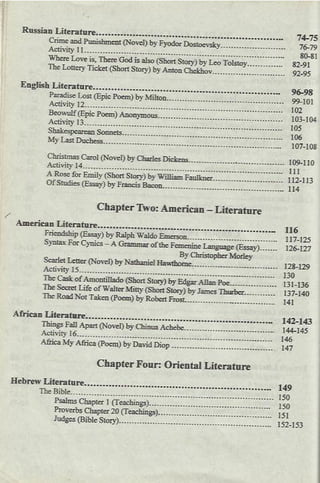 Russian Literature........ 74-75
Crime and Punishment (Novel) by Fyodor Dostoevsky........ 76-79
Activity 11........ 80-81
Where Love is, There God is also (Short Story) by Leo Tolstoy........ 82-91
The Lottery Ticket (Short Story) by Anton Chekhov........ 92-95
English Literature........ 96-98
Paradise Lost (Epic Poem) by Milton........ 99-101
Activity 12........ 102
Beowulf (Epic Poem) Anonymous........ 103-104
Activity 13........ 105
Shakespearean Sonnets........ 106
My Last Duchess........ 107-108
Christmas Carol (Novel) by Charles Dickens........ 109-110
Activity 14........ 111
A Rose for Emily (Short Story) by William Faulkner........ 112-113
Of Studies (Essay) by Francis Bacon........ 114
Chapter Two: American – Literature
American Literature........ 116
Friendship (Essay) by Ralph Waldo Emerson........ 117-125
Syntax For Cynics – A Grammar of the Feminine Language (Essay)........ 126-127
By Christopher Morley
Scarlet Letter (Novel) by Nathaniel Hawthorne........ 128-129
Activity 15........ 130
The Cask of Amontillado (Short Story) by Edgar Allan Poe........ 131-136
The Secret Life of Walter Mitty (Short Story) by James Thurber........ 137-140
The Road Not Taken (Poem) by Robert Frost........ 141
African Literature........ 142-143
Things Fall Apart (Novel) by Chinua Achebe........ 144-145
Activity 16........ 146
Africa My Africa (Poem) by David Diop........ 147
Chapter Four: Oriental Literature
Hebrew Literature........ 149
The Bible........ 150
Psalms Chapter 1 (Teachings)........ 150
Proverbs Chapter 20 (Teachings)........ 151
Judges (Bible Story)........ 152-153